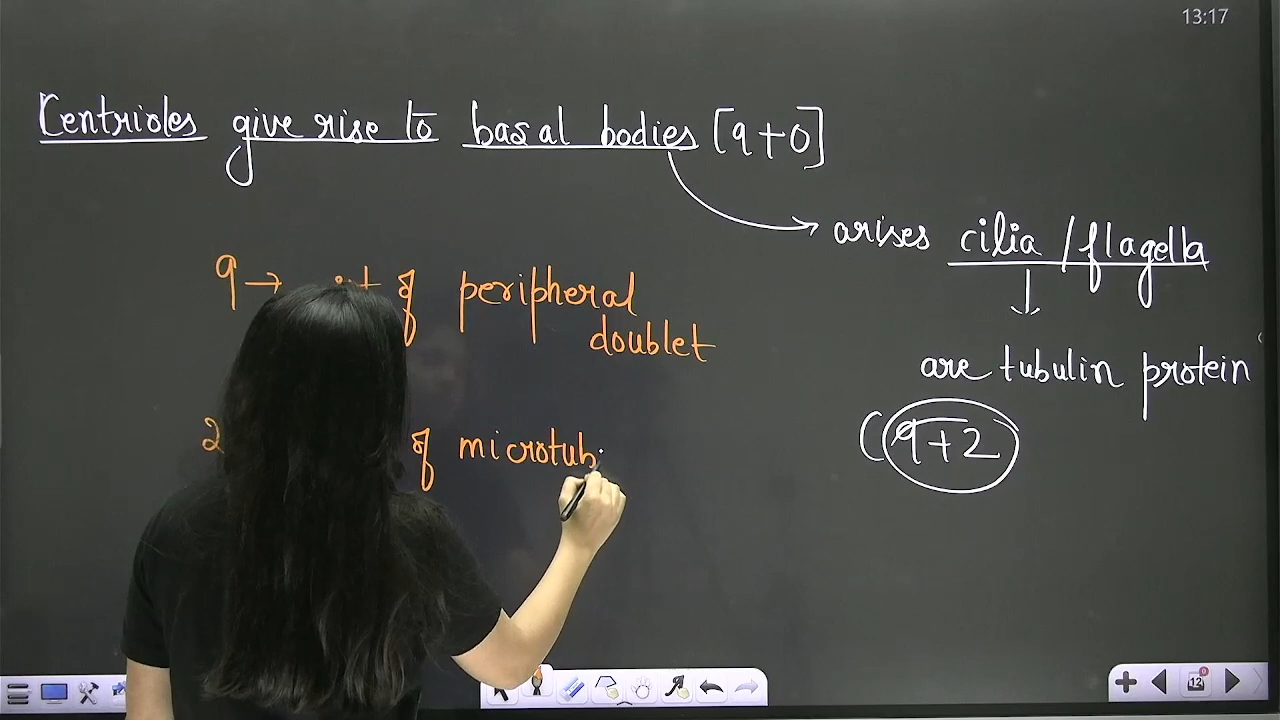 13:17
Centrioles give rise to basal bodies [9+0]
arises cilia / flagella
9 → of peripheral
doublet
are tubulin protein
2 of microtub
(9+2
12